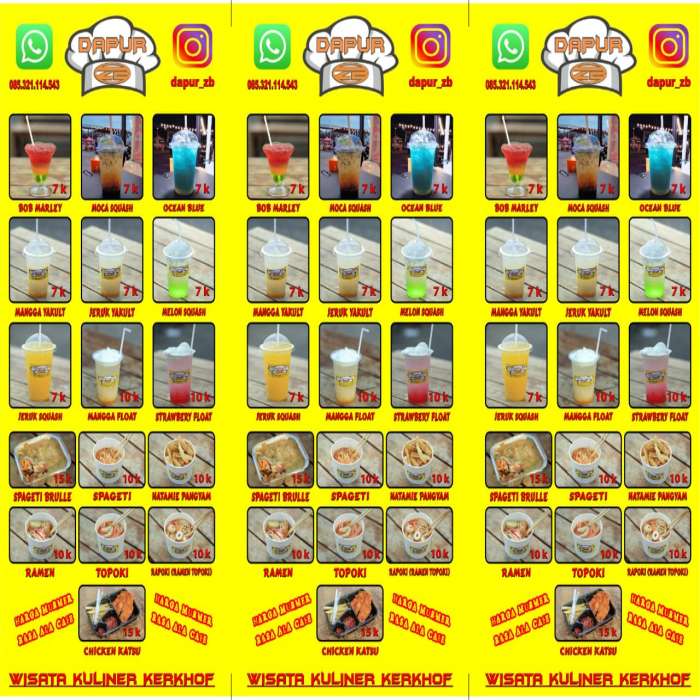 DAPUR
ZB
085.321.114.543
dapur_zb
7k 7k 7k
BOB MARLEY MOCA SQUASH OCEAN BLUE
7k 7k 7k
MANGGA YAKULT JERUK YAKULT MELON SQUASH
7k 10k 10k
JERUK SQUASH MANGGA FLOAT STRAWBERY FLOAT
15k 10k 10k
SPAGETI BRULLE SPAGETI NATAMIE PANGYAM
10k 10k 10k
RAMEN TOPOKI RAPOKI (RAMEN TOPOKI)
HARGA MURMER
RASA ALA CAFE
15k
CHICKEN KATSU
HARGA MURMER
RASA ALA CAFE
WISATA KULINER KERKHOF
DAPUR
ZB
085.321.114.543
dapur_zb
7k 7k 7k
BOB MARLEY MOCA SQUASH OCEAN BLUE
7k 7k 7k
MANGGA YAKULT JERUK YAKULT MELON SQUASH
7k 10k 10k
JERUK SQUASH MANGGA FLOAT STRAWBERY FLOAT
15k 10k 10k
SPAGETI BRULLE SPAGETI NATAMIE PANGYAM
10k 10k 10k
RAMEN TOPOKI RAPOKI (RAMEN TOPOKI)
HARGA MURMER
RASA ALA CAFE
15k
CHICKEN KATSU
HARGA MURMER
RASA ALA CAFE
WISATA KULINER KERKHOF
DAPUR
ZB
085.321.114.543
dapur_zb
7k 7k 7k
BOB MARLEY MOCA SQUASH OCEAN BLUE
7k 7k 7k
MANGGA YAKULT JERUK YAKULT MELON SQUASH
7k 10k 10k
JERUK SQUASH MANGGA FLOAT STRAWBERY FLOAT
15k 10k 10k
SPAGETI BRULLE SPAGETI NATAMIE PANGYAM
10k 10k 10k
RAMEN TOPOKI RAPOKI (RAMEN TOPOKI)
HARGA MURMER
RASA ALA CAFE
15k
CHICKEN KATSU
HARGA MURMER
RASA ALA CAFE
WISATA KULINER KERKHOF